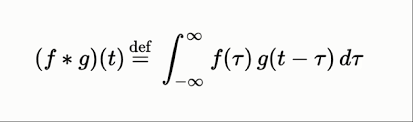 (f * g)(t) ≝ ∫_{-∞}^{∞} f(τ) g(t − τ) dτ